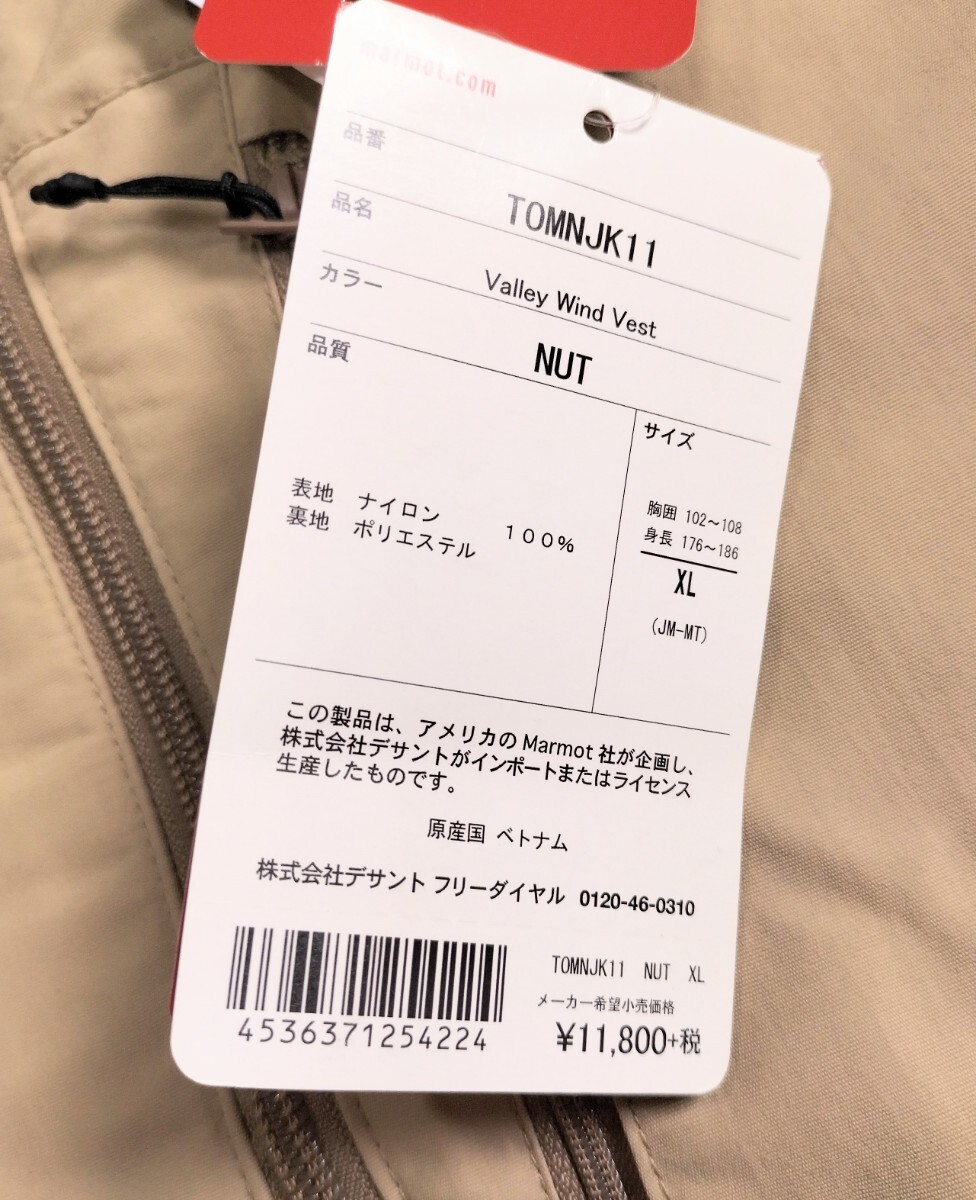 marmot.com
品番
TOMNJK11
品名
Valley Wind Vest
カラー
NUT
品質
サイズ
表地 ナイロン
裏地 ポリエステル 100%
胸囲 102～108
身長 176～186
XL
(JM-MT)
この製品は、アメリカのMarmot社が企画し、
株式会社デサントがインポートまたはライセンス
生産したものです。
原産国 ベトナム
株式会社デサント フリーダイヤル 0120-46-0310
TOMNJK11 NUT XL
メーカー希望小売価格
¥11,800+税
4536371254224